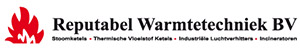 Reputabel Warmtetechniek BV
Stoomketels • Thermische Vloeistof Ketels • Industriële Luchtverhitters • Incineratoren